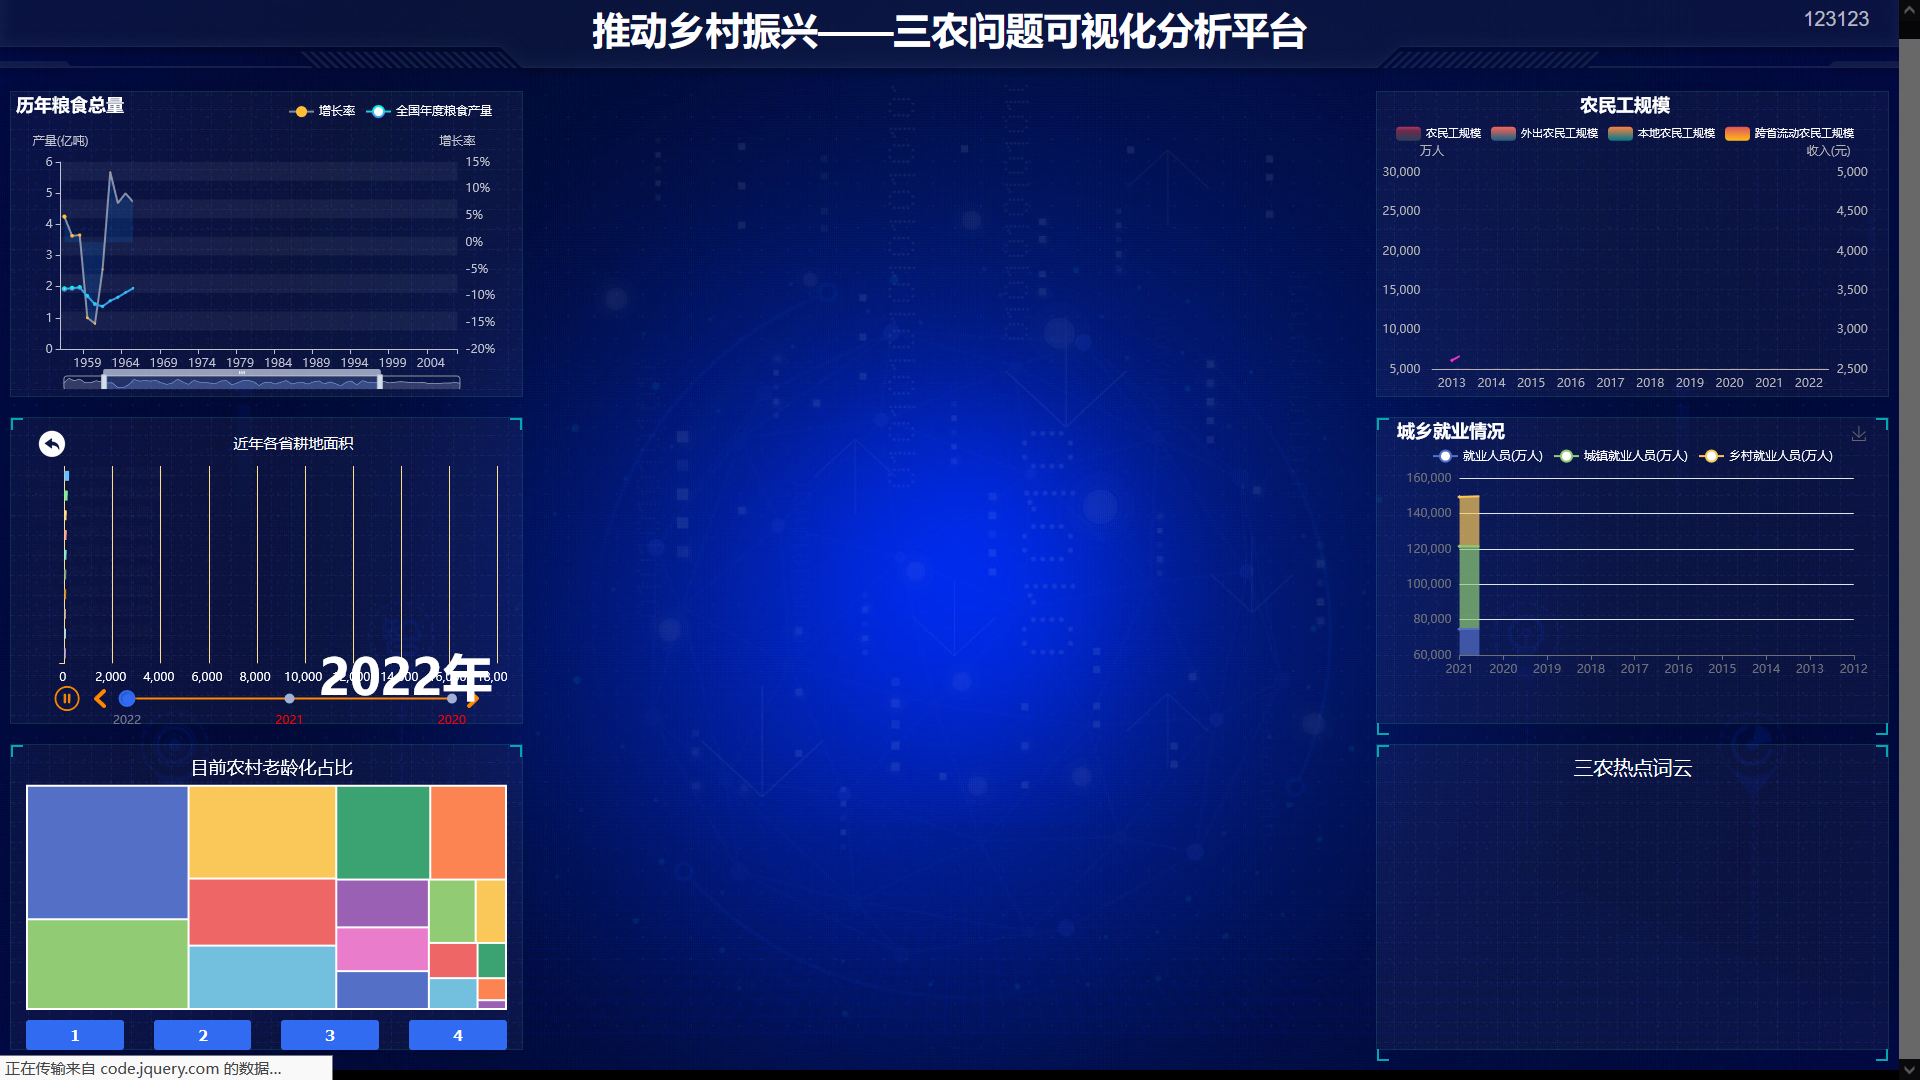 推动乡村振兴——三农问题可视化分析平台
123123
历年粮食总量
增长率 全国年度粮食产量
产量(亿吨) 增长率
6 15%
5 10%
4 5%
3 0%
2 -5%
1 -10%
0 -15%
-20%
1959 1964 1969 1974 1979 1984 1989 1994 1999 2004
近年各省耕地面积
2022年
0 2,000 4,000 6,000 8,000 10,000 12,000 14,000 16,000 18,00
2022 2021 2020
目前农村老龄化占比
1 2 3 4
正在传输来自 code.jquery.com 的数据...
农民工规模
农民工规模 外出农民工规模 本地农民工规模 跨省流动农民工规模
万人 收入(元)
30,000 5,000
25,000 4,500
20,000 4,000
15,000 3,500
10,000 3,000
5,000 2,500
2013 2014 2015 2016 2017 2018 2019 2020 2021 2022
城乡就业情况
就业人员(万人) 城镇就业人员(万人) 乡村就业人员(万人)
160,000
140,000
120,000
100,000
80,000
60,000
2021 2020 2019 2018 2017 2016 2015 2014 2013 2012
三农热点词云